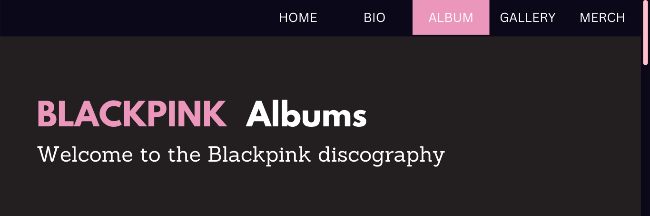 HOME BIO ALBUM GALLERY MERCH
BLACKPINK Albums
Welcome to the Blackpink discography